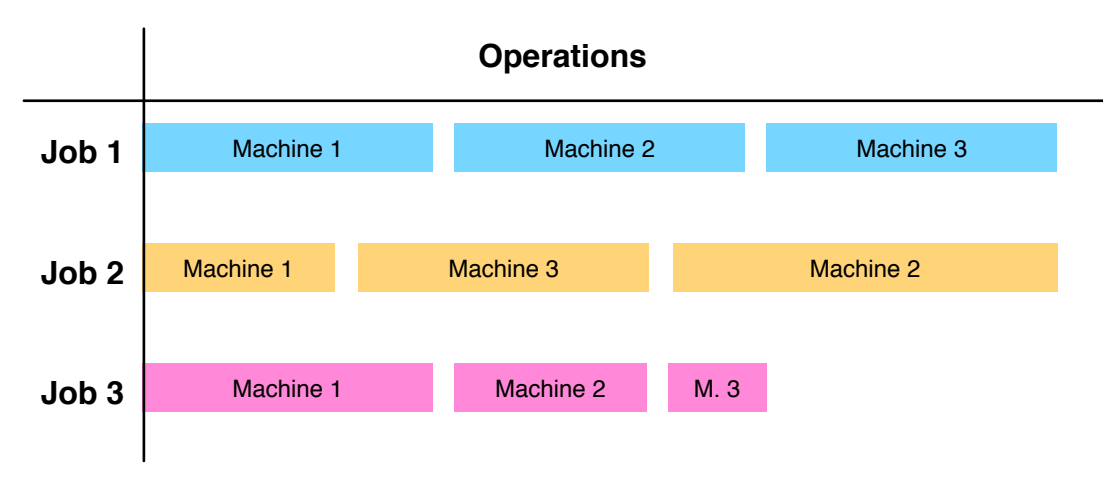 Operations
Job 1
Machine 1
Machine 2
Machine 3
Job 2
Machine 1
Machine 3
Machine 2
Job 3
Machine 1
Machine 2
M. 3